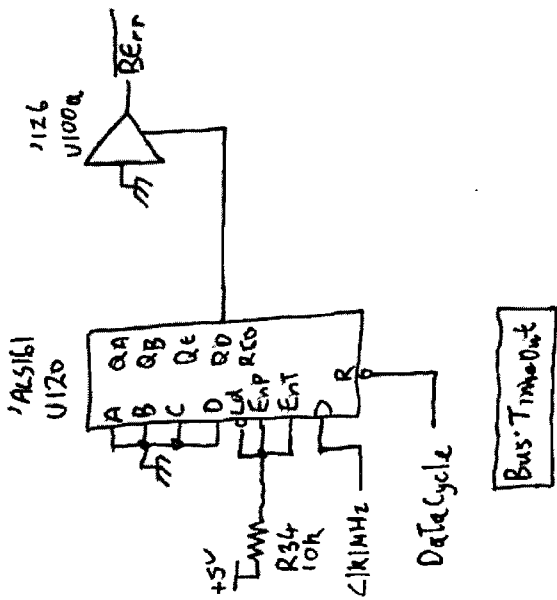 '126
U100a
BErr
'ALS161
U120
A QA
B QB
C QC
D QD
Ld RCO
EnP
EnT
R
+5V
R34
10k
Clk1MHz
DataCycle
Bus·TimeOut